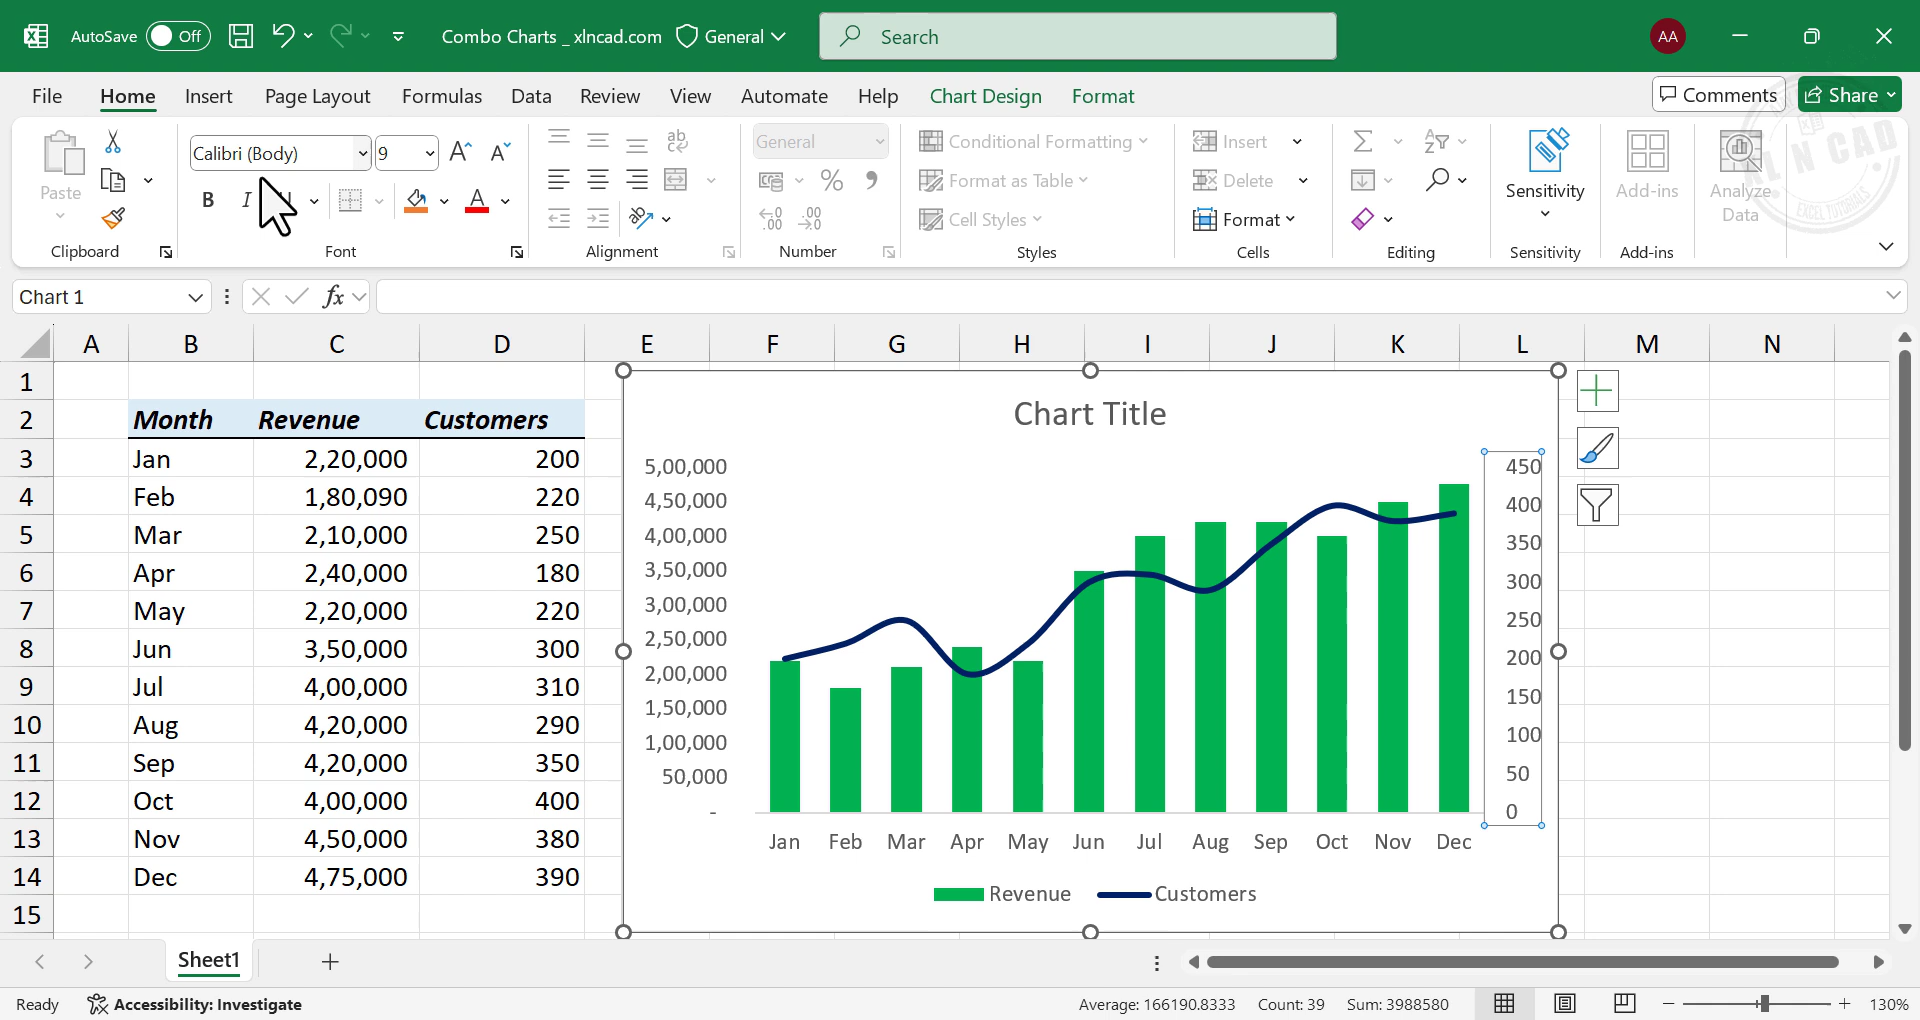 AutoSave Off Combo Charts _ xlncad.com General Search AA
File Home Insert Page Layout Formulas Data Review View Automate Help Chart Design Format Comments Share
Calibri (Body) 9 ab General Conditional Formatting Insert
Paste B I U A % Format as Table Delete Sensitivity Add-ins Analyze Data
Cell Styles Format
Clipboard Font Alignment Number Styles Cells Editing Sensitivity Add-ins
XL N CAD
EXCEL TUTORIALS
Chart 1 fx
A B C D E F G H I J K L M N
1
2 Month Revenue Customers
3 Jan 2,20,000 200
4 Feb 1,80,090 220
5 Mar 2,10,000 250
6 Apr 2,40,000 180
7 May 2,20,000 220
8 Jun 3,50,000 300
9 Jul 4,00,000 310
10 Aug 4,20,000 290
11 Sep 4,20,000 350
12 Oct 4,00,000 400
13 Nov 4,50,000 380
14 Dec 4,75,000 390
15
Chart Title
5,00,000
4,50,000
4,00,000
3,50,000
3,00,000
2,50,000
2,00,000
1,50,000
1,00,000
50,000
-
450
400
350
300
250
200
150
100
50
0
Jan Feb Mar Apr May Jun Jul Aug Sep Oct Nov Dec
Revenue Customers
Sheet1
Ready Accessibility: Investigate Average: 166190.8333 Count: 39 Sum: 3988580 130%